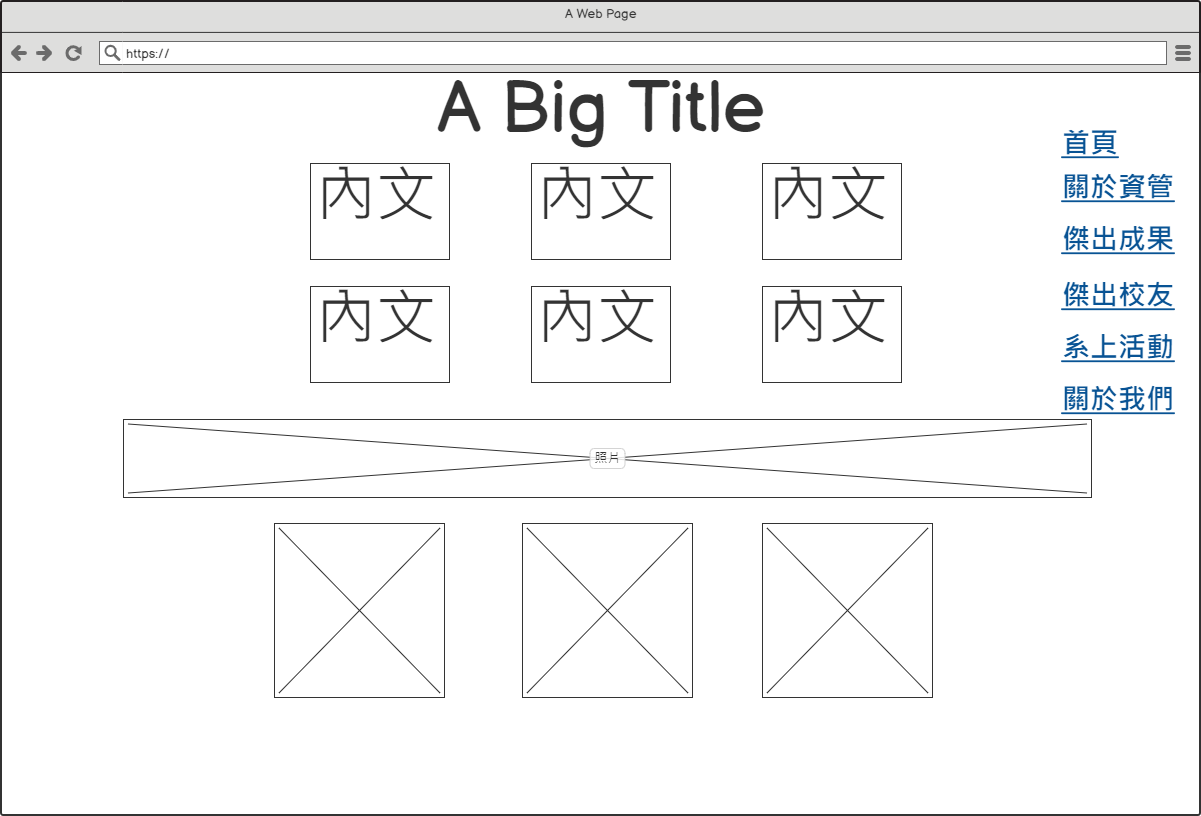 A Web Page
https://
A Big Title
首頁
關於資管
傑出成果
傑出校友
系上活動
關於我們
內文
內文
內文
內文
內文
內文
照片